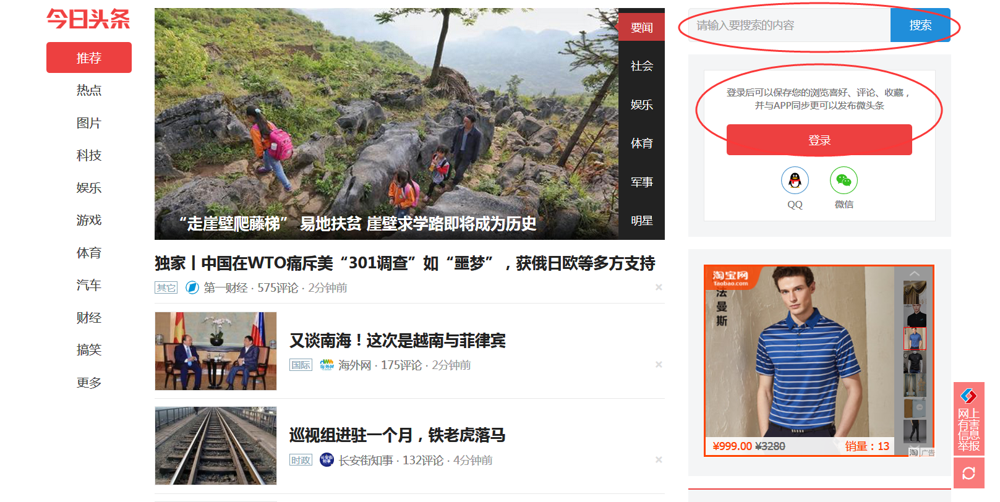 今日头条
推荐
热点
图片
科技
娱乐
游戏
体育
汽车
财经
搞笑
更多
要闻
社会
娱乐
体育
军事
明星
“走崖壁爬藤梯” 易地扶贫 崖壁求学路即将成为历史
独家丨中国在WTO痛斥美“301调查”如“噩梦”，获俄日欧等多方支持
其它 第一财经 · 575评论 · 2分钟前
又谈南海！这次是越南与菲律宾
国际 海外网 海外网 · 175评论 · 2分钟前
巡视组进驻一个月，铁老虎落马
时政 长安街知事 长安街知事 · 132评论 · 4分钟前
请输入要搜索的内容 搜索
登录后可以保存您的浏览喜好、评论、收藏，
并与APP同步更可以发布微头条
登录
QQ 微信
淘宝网
Taobao.com
法曼斯
¥999.00 ¥3280 销量：13
淘 广告
网上
有害
信息
举报